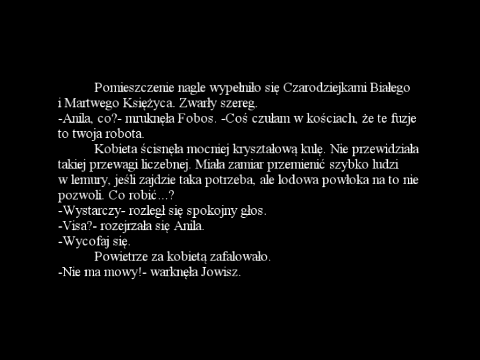 Pomieszczenie nagle wypełniło się Czarodziejkami Białego
i Martwego Księżyca. Zwarły szereg.
-Anila, co?- mruknęła Fobos. -Coś czułam w kościach, że te fuzje
to twoja robota.
Kobieta ścisnęła mocniej kryształową kulę. Nie przewidziała
takiej przewagi liczebnej. Miała zamiar przemienić szybko ludzi
w lemury, jeśli zajdzie taka potrzeba, ale lodowa powłoka na to nie
pozwoli. Co robić...?
-Wystarczy- rozległ się spokojny głos.
-Visa?- rozejrzała się Anila.
-Wycofaj się.
Powietrze za kobietą zafalowało.
-Nie ma mowy!- warknęła Jowisz.